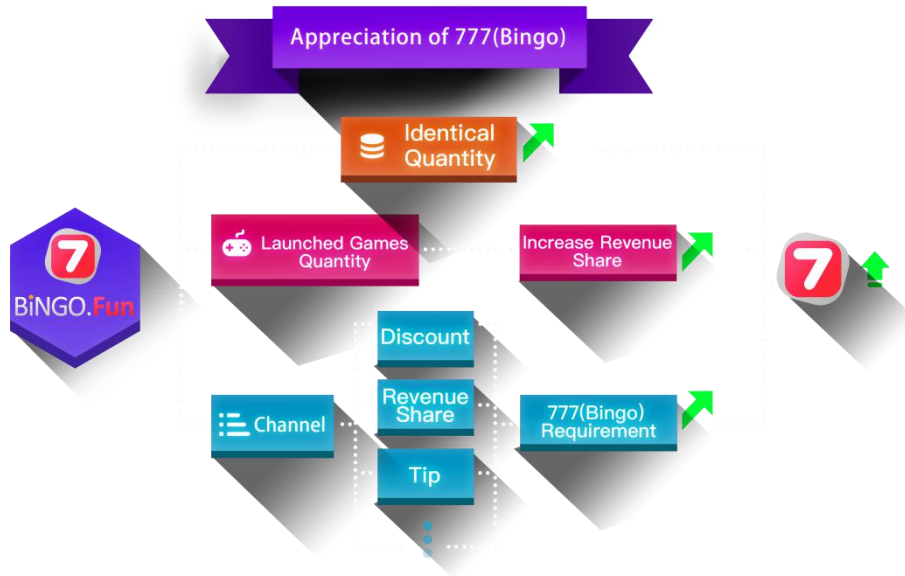 Appreciation of 777(Bingo)
Identical
Quantity
Launched Games
Quantity
Increase Revenue
Share
7
BiNGO.Fun
7
Discount
Revenue
Share
Channel
777(Bingo)
Requirement
Tip